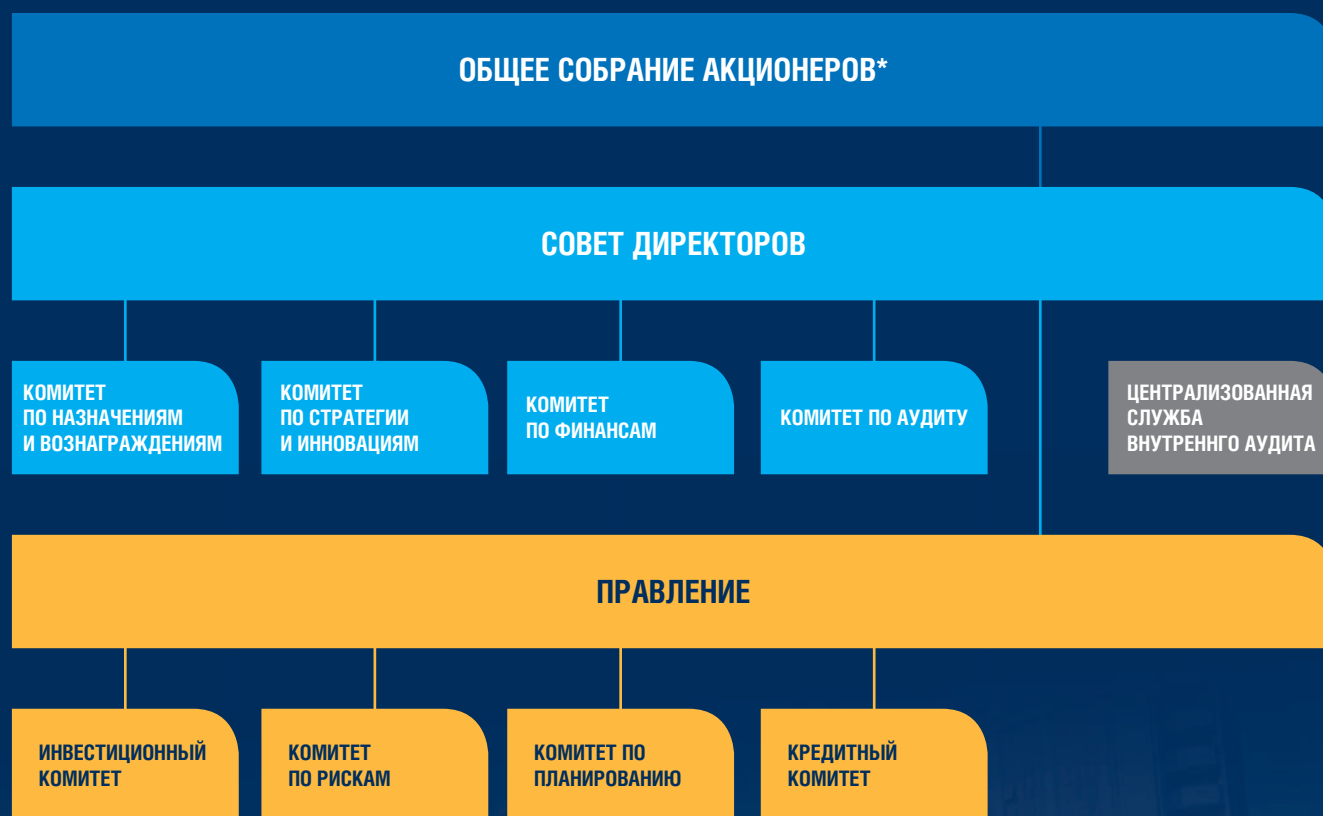 ОБЩЕЕ СОБРАНИЕ АКЦИОНЕРОВ*
СОВЕТ ДИРЕКТОРОВ
КОМИТЕТ
ПО НАЗНАЧЕНИЯМ
И ВОЗНАГРАЖДЕНИЯМ
КОМИТЕТ
ПО СТРАТЕГИИ
И ИННОВАЦИЯМ
КОМИТЕТ
ПО ФИНАНСАМ
КОМИТЕТ ПО АУДИТУ
ЦЕНТРАЛИЗОВАННАЯ
СЛУЖБА
ВНУТРЕННГО АУДИТА
ПРАВЛЕНИЕ
ИНВЕСТИЦИОННЫЙ
КОМИТЕТ
КОМИТЕТ
ПО РИСКАМ
КОМИТЕТ ПО
ПЛАНИРОВАНИЮ
КРЕДИТНЫЙ
КОМИТЕТ